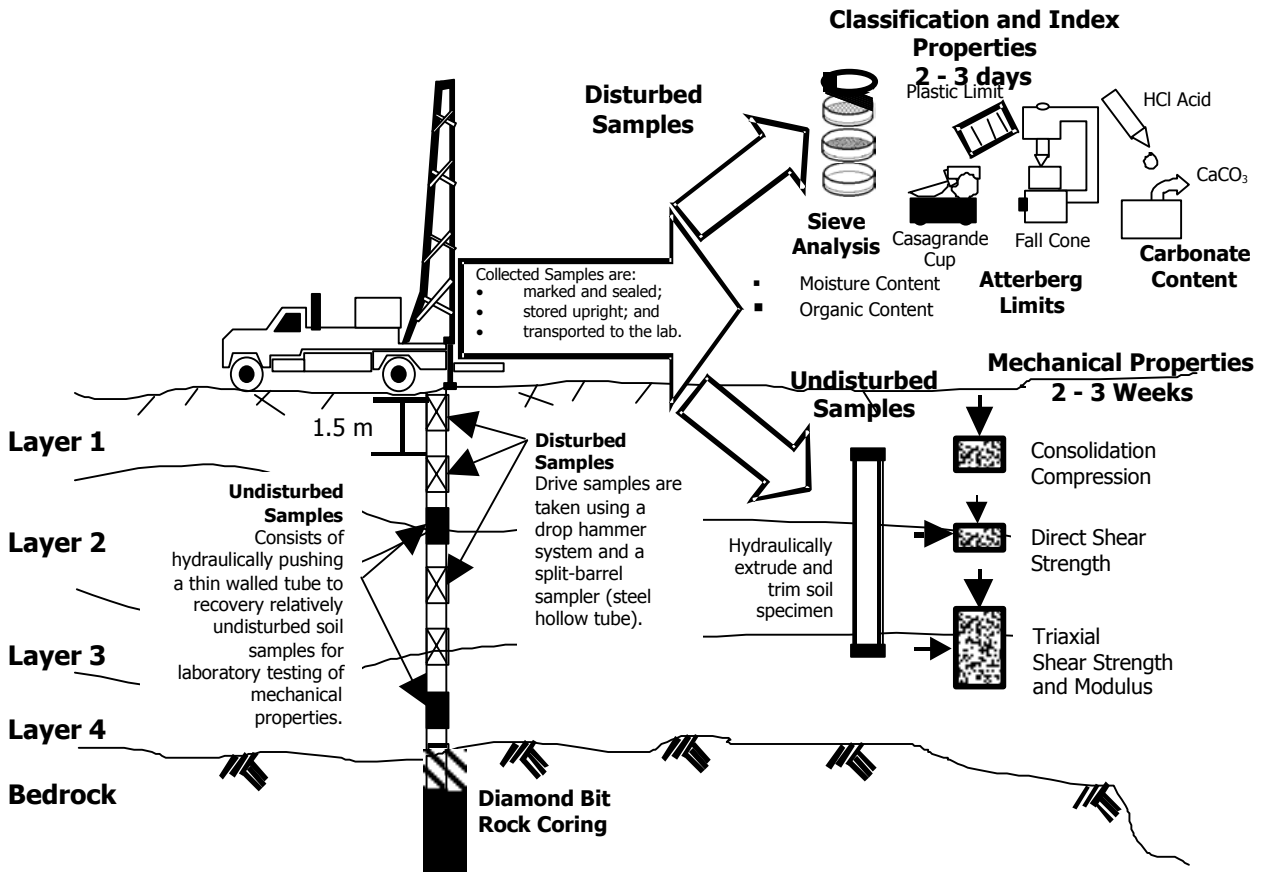 Classification and Index
Properties
2 - 3 days
Disturbed
Samples
Plastic Limit
HCl Acid
CaCO₃
Sieve
Analysis
Casagrande
Cup
Fall Cone
Atterberg
Limits
Carbonate
Content
▪ Moisture Content
▪ Organic Content
Collected Samples are:
• marked and sealed;
• stored upright; and
• transported to the lab.
Undisturbed
Samples
Mechanical Properties
2 - 3 Weeks
Consolidation
Compression
Direct Shear
Strength
Triaxial
Shear Strength
and Modulus
Hydraulically
extrude and
trim soil
specimen
1.5 m
Disturbed
Samples
Drive samples are
taken using a
drop hammer
system and a
split-barrel
sampler (steel
hollow tube).
Undisturbed
Samples
Consists of
hydraulically pushing
a thin walled tube to
recovery relatively
undisturbed soil
samples for
laboratory testing of
mechanical
properties.
Layer 1
Layer 2
Layer 3
Layer 4
Bedrock
Diamond Bit
Rock Coring